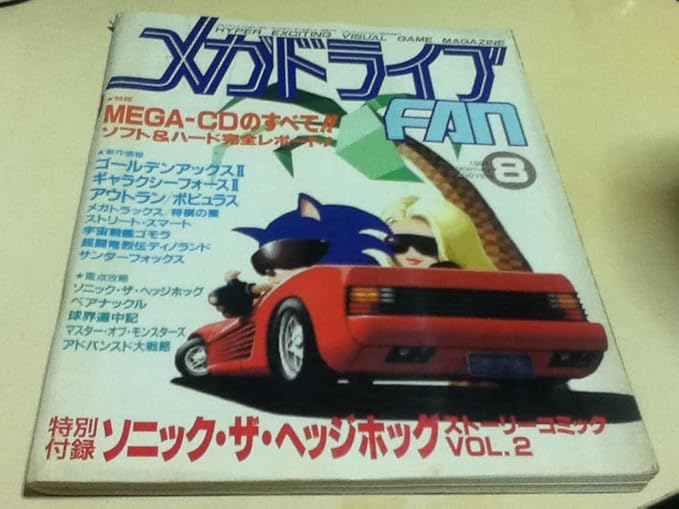 HYPER EXCITING VISUAL GAME MAGAZINE
メガドライブ
FAN
8
★特報
MEGA-CDのすべて!!
ソフト&ハード完全レポート
★新作情報
ゴールデンアックスII
ギャラクシーフォースII
アウトラン/ポピュラス
メガトラックス/将棋の星
ストリート・スマート
宇宙戦艦ゴモラ
超闘竜烈伝ディノランド
サンダーフォックス
★重点攻略
ソニック・ザ・ヘッジホッグ
ベアナックル
球界道中記
マスター・オブ・モンスターズ
アドバンスド大戦略
特別付録
ソニック・ザ・ヘッジホッグ
ストーリーコミック
VOL.2